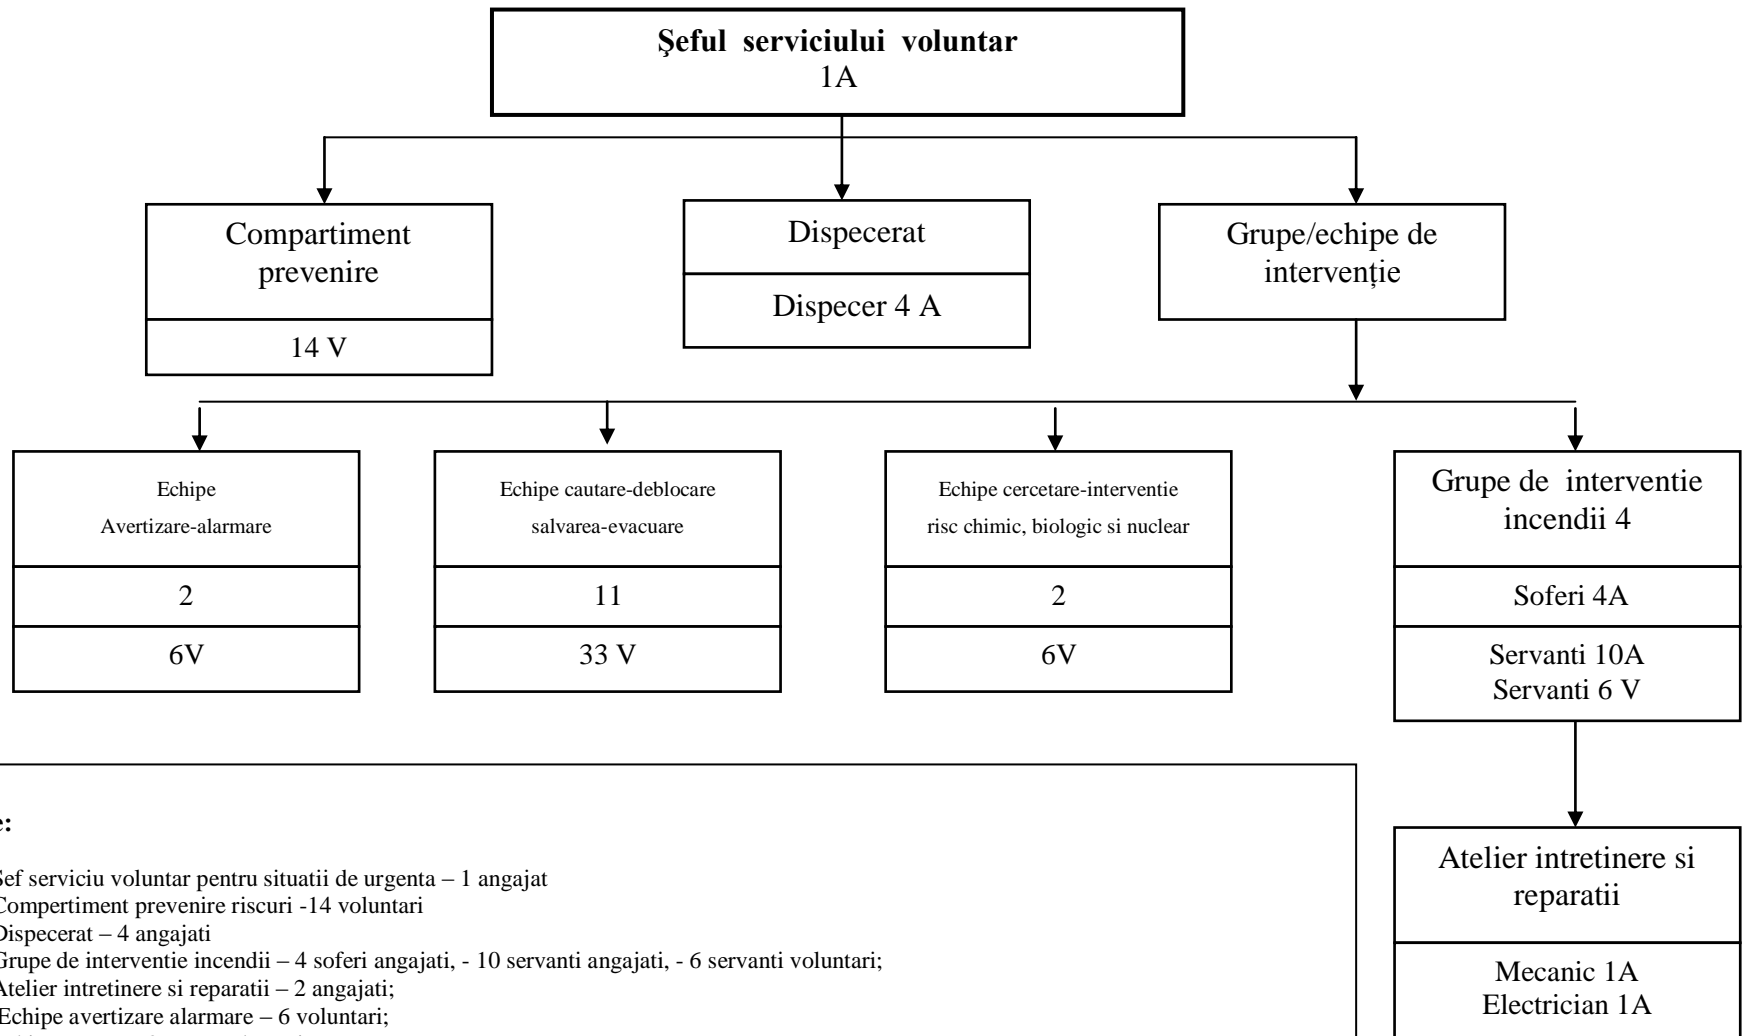 Şeful serviciului voluntar
1A
Compartiment
prevenire
14 V
Dispecerat
Dispecer 4 A
Grupe/echipe de
intervenție
Echipe
Avertizare-alarmare
2
6V
Echipe cautare-deblocare
salvarea-evacuare
11
33 V
Echipe cercetare-interventie
risc chimic, biologic si nuclear
2
6V
Grupe de interventie
incendii 4
Soferi 4A
Servanti 10A
Servanti 6 V
e:
Sef serviciu voluntar pentru situatii de urgenta – 1 angajat
Compertiment prevenire riscuri -14 voluntari
Dispecerat – 4 angajati
Grupe de interventie incendii – 4 soferi angajati, - 10 servanti angajati, - 6 servanti voluntari;
Atelier intretinere si reparatii – 2 angajati;
Echipe avertizare alarmare – 6 voluntari;
Atelier intretinere si
reparatii
Mecanic 1A
Electrician 1A